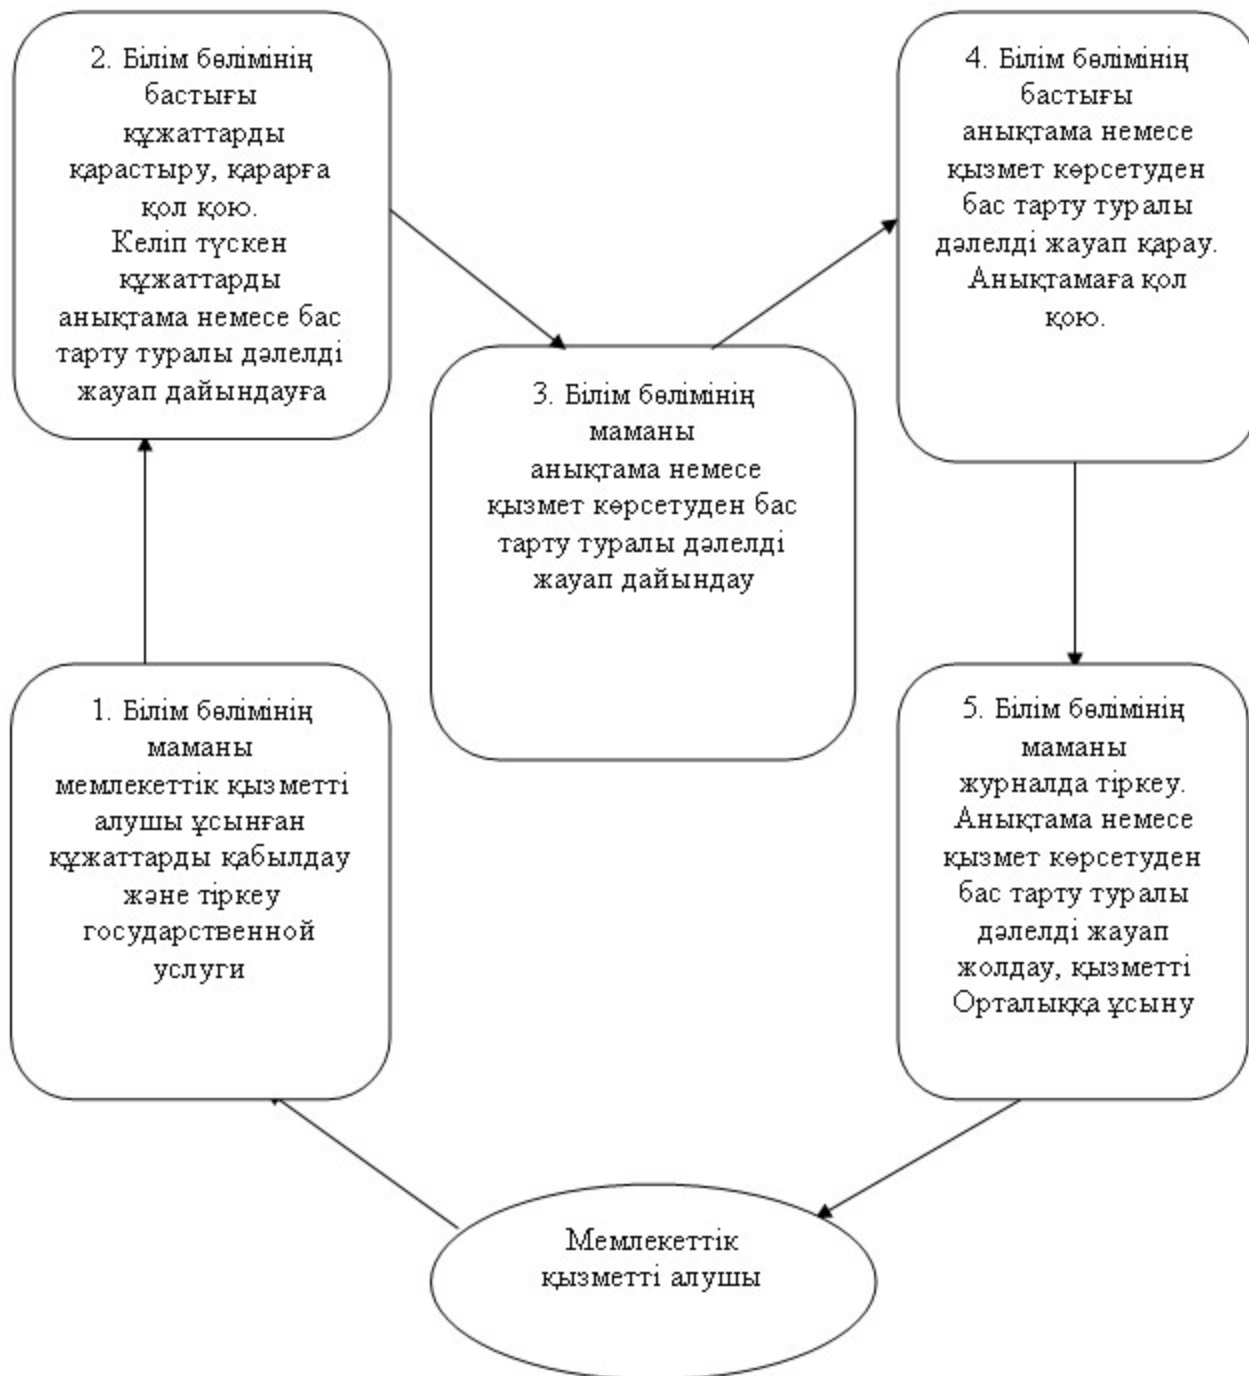 2. Білім бөлімінің
бастығы
құжаттарды
қарастыру, қарарға
қол қою.
Келіп түскен
құжаттарды
анықтама немесе бас
тарту туралы дәлелді
жауап дайындауға
4. Білім бөлімінің
бастығы
анықтама немесе
қызмет көрсетуден
бас тарту туралы
дәлелді жауап қарау.
Анықтамаға қол
қою.
3. Білім бөлімінің
маманы
анықтама немесе
қызмет көрсетуден бас
тарту туралы дәлелді
жауап дайындау
1. Білім бөлімінің
маманы
мемлекеттік қызметті
алушы ұсынған
құжаттарды қабылдау
және тіркеу
государственной
услуги
5. Білім бөлімінің
маманы
журналда тіркеу.
Анықтама немесе
қызмет көрсетуден
бас тарту туралы
дәлелді жауап
жолдау, қызметті
Орталыққа ұсыну
Мемлекеттік
қызметті алушы